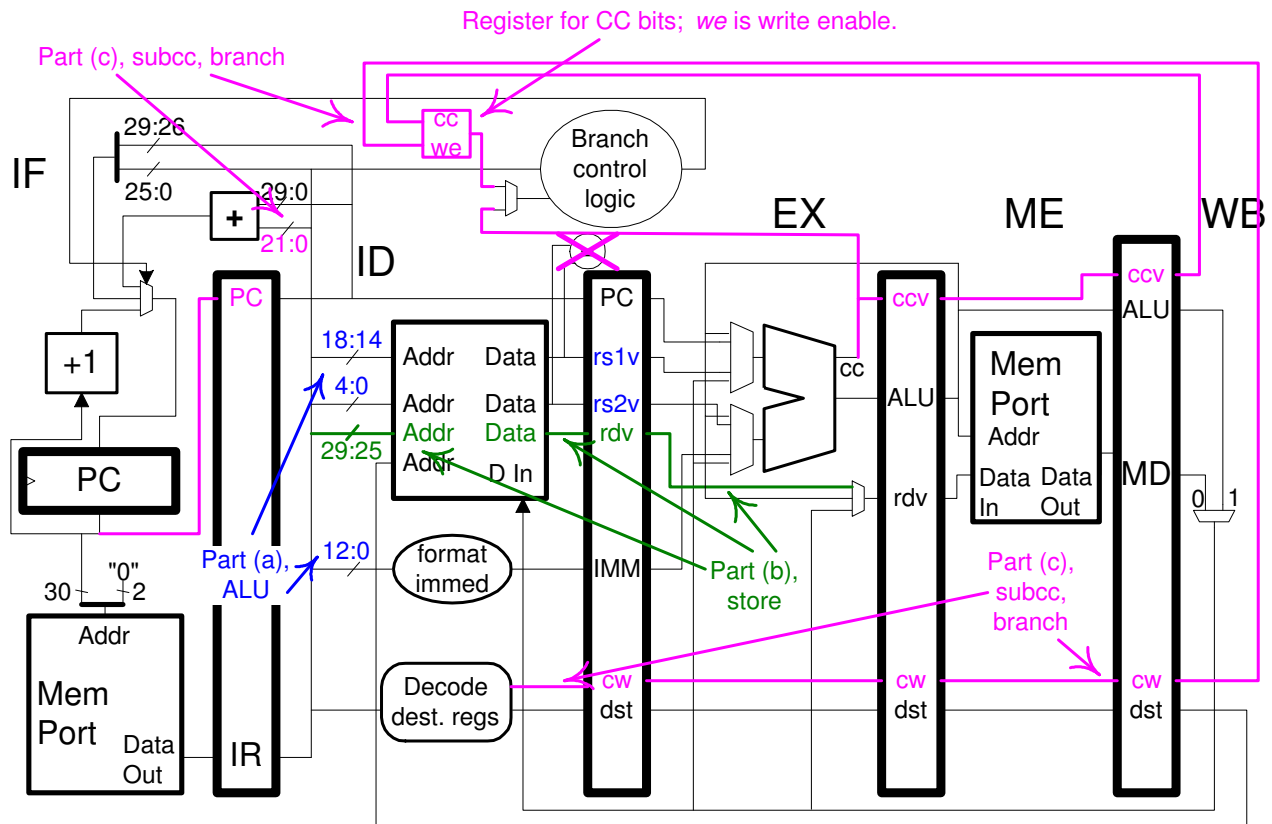 Register for CC bits; we is write enable.
Part (c), subcc, branch
cc
we
29:26
25:0
IF
Branch
control
logic
29:0
+
21:0
EX
ME
WB
ID
PC
PC
ccv
ccv
ALU
+1
18:14
Addr
Data
rs1v
cc
4:0
Addr
Data
rs2v
ALU
Mem
Port
Addr
29:25
Addr
Data
rdv
Addr
D In
PC
Data
In
Data
Out
rdv
MD
0
1
Part (a),
ALU
12:0
format
immed
IMM
Part (b),
store
Part (c),
subcc,
branch
30
"0"
2
Addr
Mem
Port
Data
Out
IR
Decode
dest. regs
cw
dst
cw
dst
cw
dst